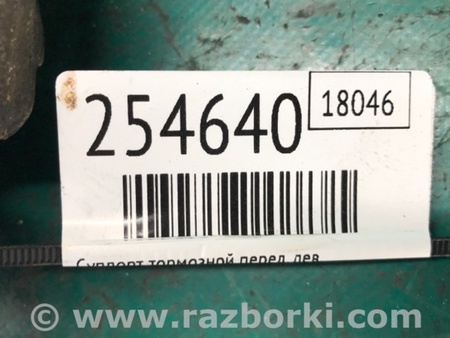 254640
18046
Суппорт тормозной перед лев
© www.razborki.com